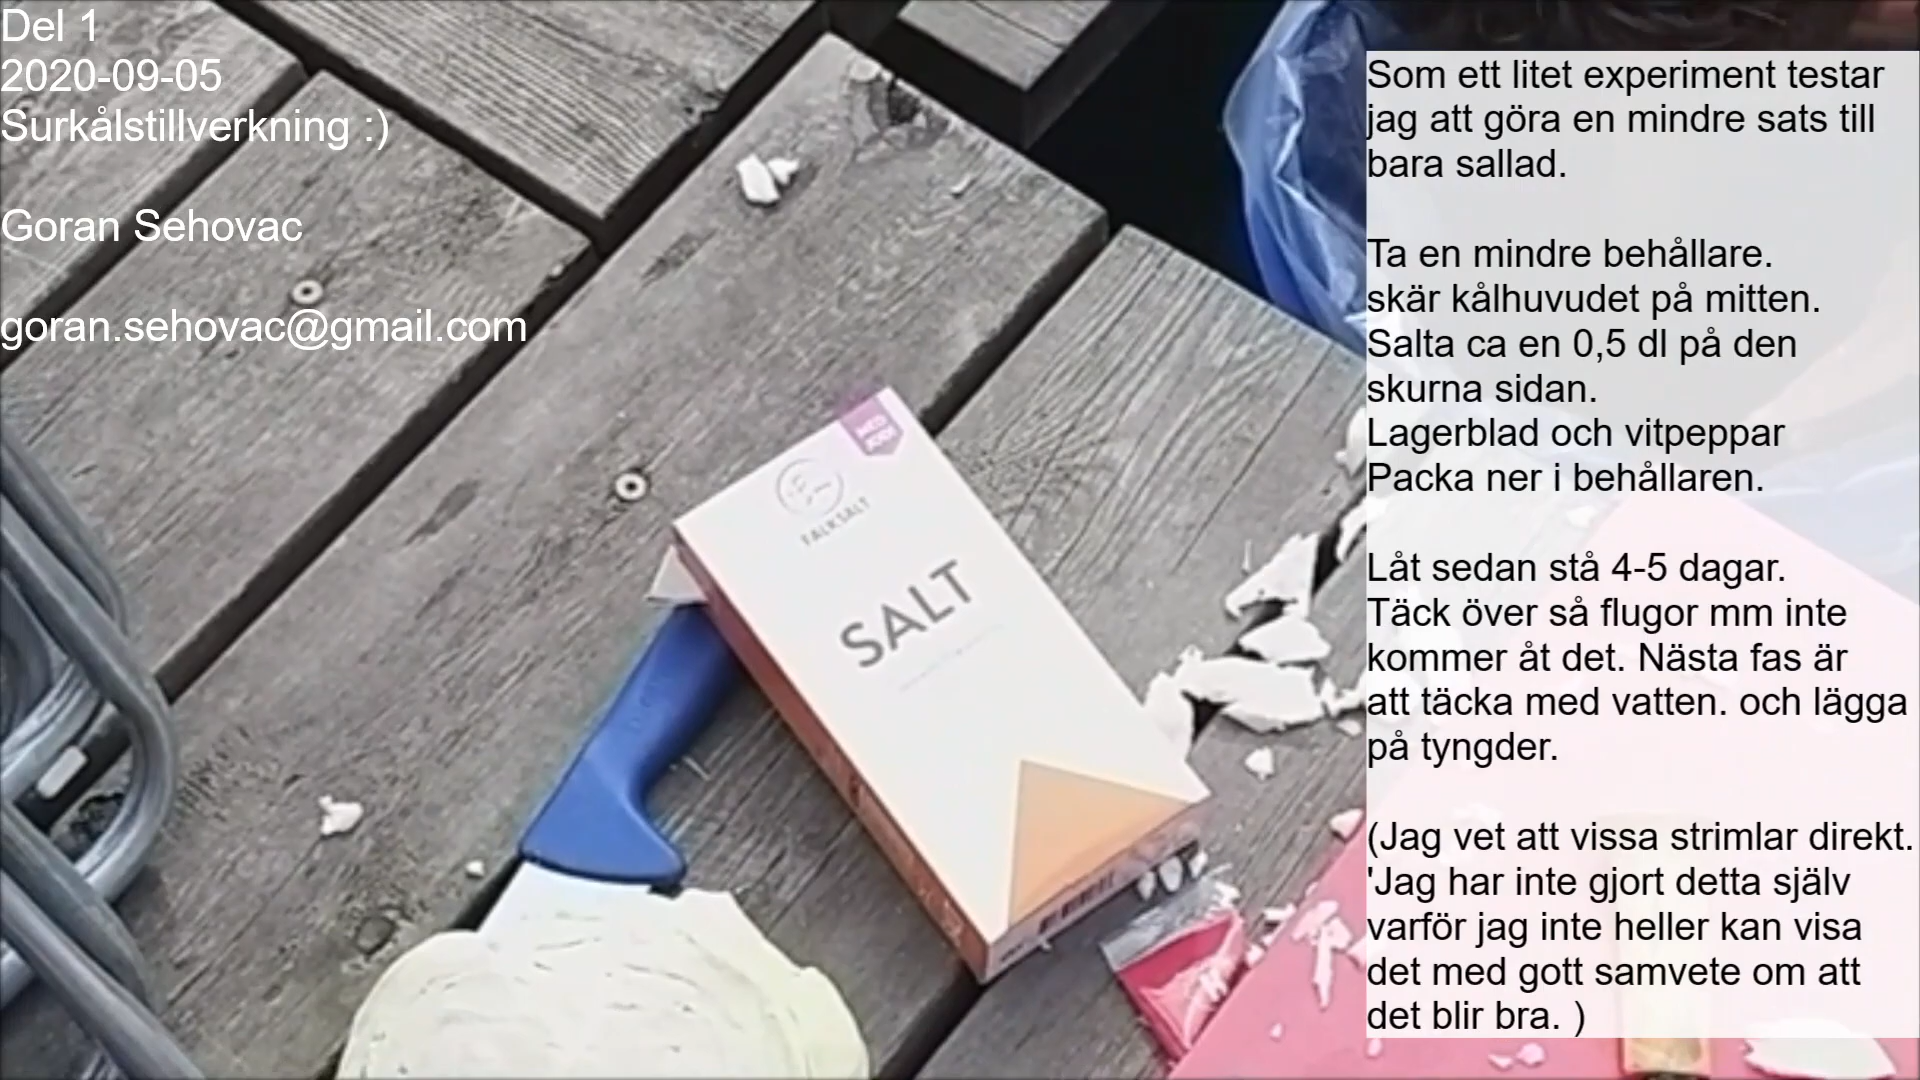 Del 1
2020-09-05
Surkålstillverkning :)
Goran Sehovac
goran.sehovac@gmail.com
Som ett litet experiment testar
jag att göra en mindre sats till
bara sallad.
Ta en mindre behållare.
skär kålhuvudet på mitten.
Salta ca en 0,5 dl på den
skurna sidan.
Lagerblad och vitpeppar
Packa ner i behållaren.
Låt sedan stå 4-5 dagar.
Täck över så flugor mm inte
kommer åt det. Nästa fas är
att täcka med vatten. och lägga
på tyngder.
(Jag vet att vissa strimlar direkt.
'Jag har inte gjort detta själv
varför jag inte heller kan visa
det med gott samvete om att
det blir bra. )
MED
JODE
FALKSALT
SALT